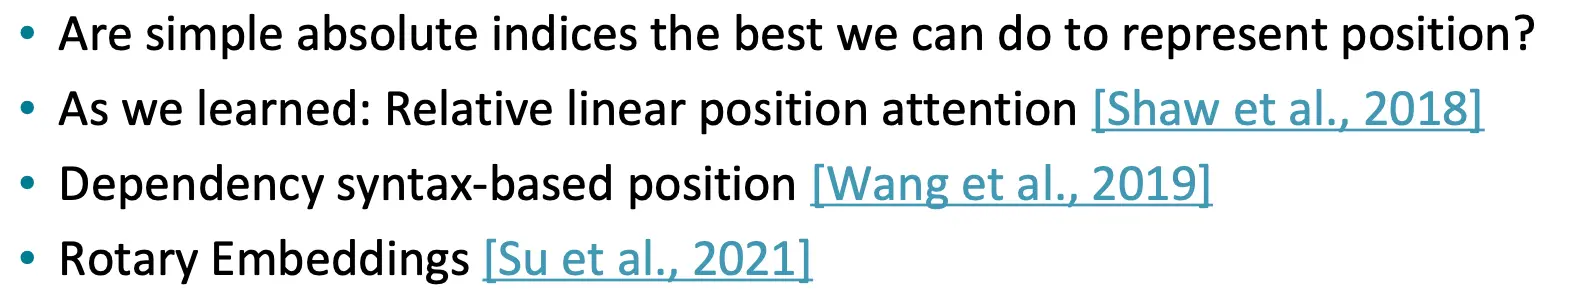 • Are simple absolute indices the best we can do to represent position?
• As we learned: Relative linear position attention [Shaw et al., 2018]
• Dependency syntax-based position [Wang et al., 2019]
• Rotary Embeddings [Su et al., 2021]